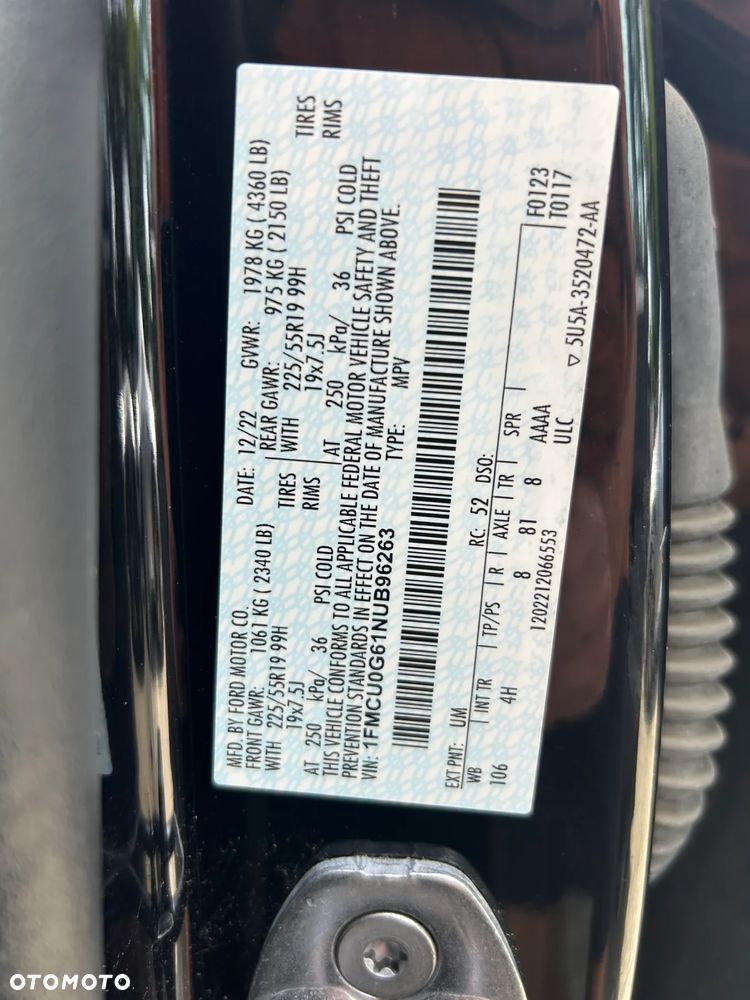 MFD. BY FORD MOTOR CO. DATE: 12/22 GVWR: 1978 KG ( 4360 LB)
FRONT GAWR: 1061 KG ( 2340 LB) REAR GAWR: 975 KG ( 2150 LB)
WITH 225/55R19 99H TIRES WITH 225/55R19 99H TIRES
19x7.5J RIMS 19x7.5J RIMS
AT 250 kPa/ 36 PSI COLD AT 250 kPa/ 36 PSI COLD
THIS VEHICLE CONFORMS TO ALL APPLICABLE FEDERAL MOTOR VEHICLE SAFETY AND THEFT
PREVENTION STANDARDS IN EFFECT ON THE DATE OF MANUFACTURE SHOWN ABOVE.
VIN: 1FMCU0G61NUB96263 TYPE: MPV
EXT PNT: UM RC: 52 DSO:
WB INT TR TP/PS R AXLE TR SPR F0123
106 4H 8 81 8 AAAA T0117
1202212066553 ULC
▽ 5U5A-3520472-AA
OTOMOTO